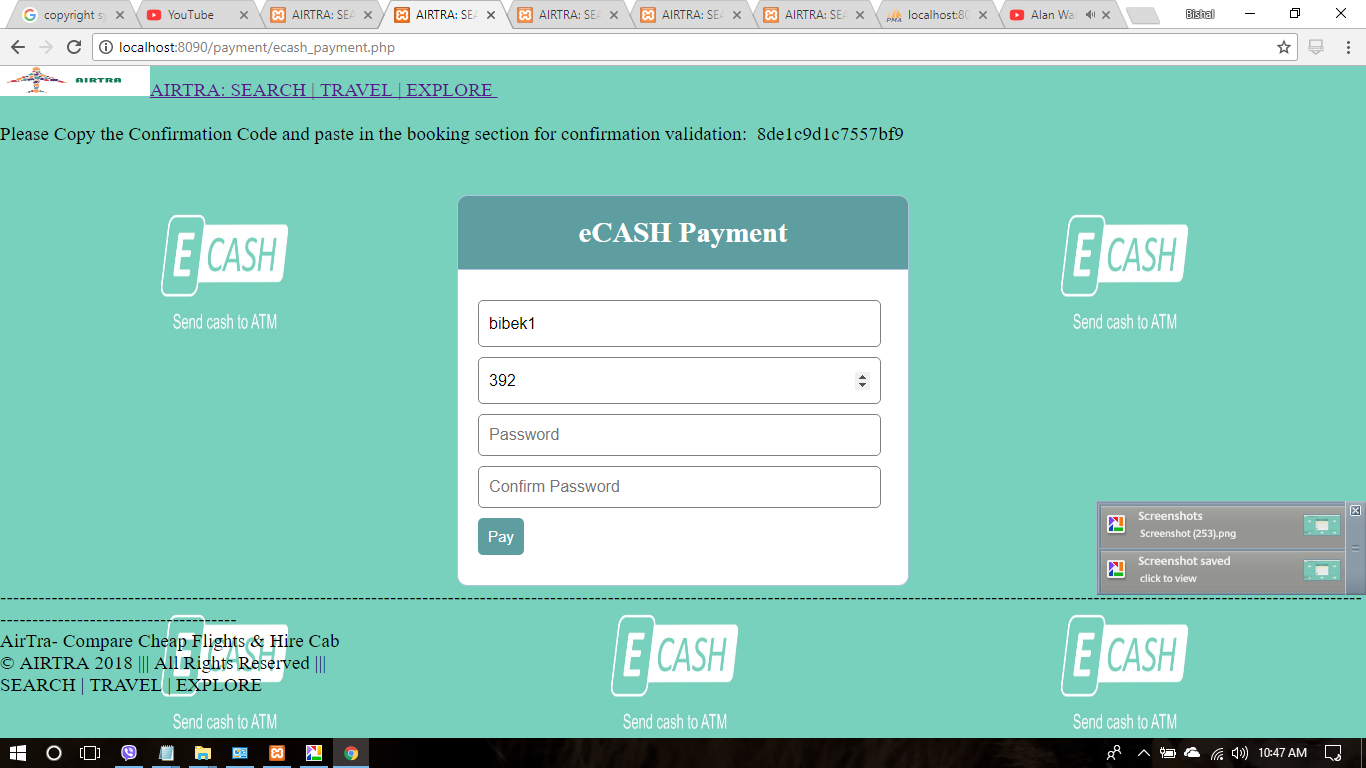 copyright sy
YouTube
AIRTRA: SEA
AIRTRA: SEA
AIRTRA: SEA
AIRTRA: SEA
AIRTRA: SEA
localhost:80
Alan Wal
Bishal
localhost:8090/payment/ecash_payment.php
AIRTRA
AIRTRA: SEARCH | TRAVEL | EXPLORE
Please Copy the Confirmation Code and paste in the booking section for confirmation validation: 8de1c9d1c7557bf9
E CASH
Send cash to ATM
eCASH Payment
E CASH
Send cash to ATM
bibek1
392
Password
Confirm Password
Pay
Screenshots
Screenshot (253).png
Screenshot saved
click to view
--------------------------------------------------------------------------------
AirTra- Compare Cheap Flights & Hire Cab
© AIRTRA 2018 ||| All Rights Reserved |||
SEARCH | TRAVEL | EXPLORE
E CASH
Send cash to ATM
E CASH
Send cash to ATM
E CASH
Send cash to ATM
10:47 AM